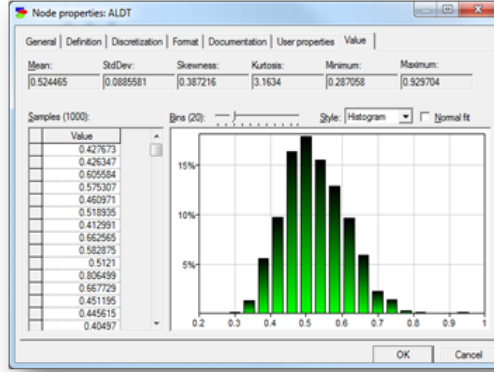 Node properties: ALDT
General Definition Discretization Format Documentation User properties Value
Mean: StdDev: Skewness: Kurtosis: Minimum: Maximum:
0.524465 0.0885581 0.387216 3.1634 0.287058 0.929704
Samples (1000): Bins (20): Style: Histogram Normal fit
Value
0.427673
0.426347
0.605584
0.575307
0.460971
0.518935
0.412991
0.662565
0.582875
0.5121
0.806499
0.667729
0.451195
0.445615
0.40497
15%
10%
5%
0.2 0.3 0.4 0.5 0.6 0.7 0.8 0.9 1
OK Cancel